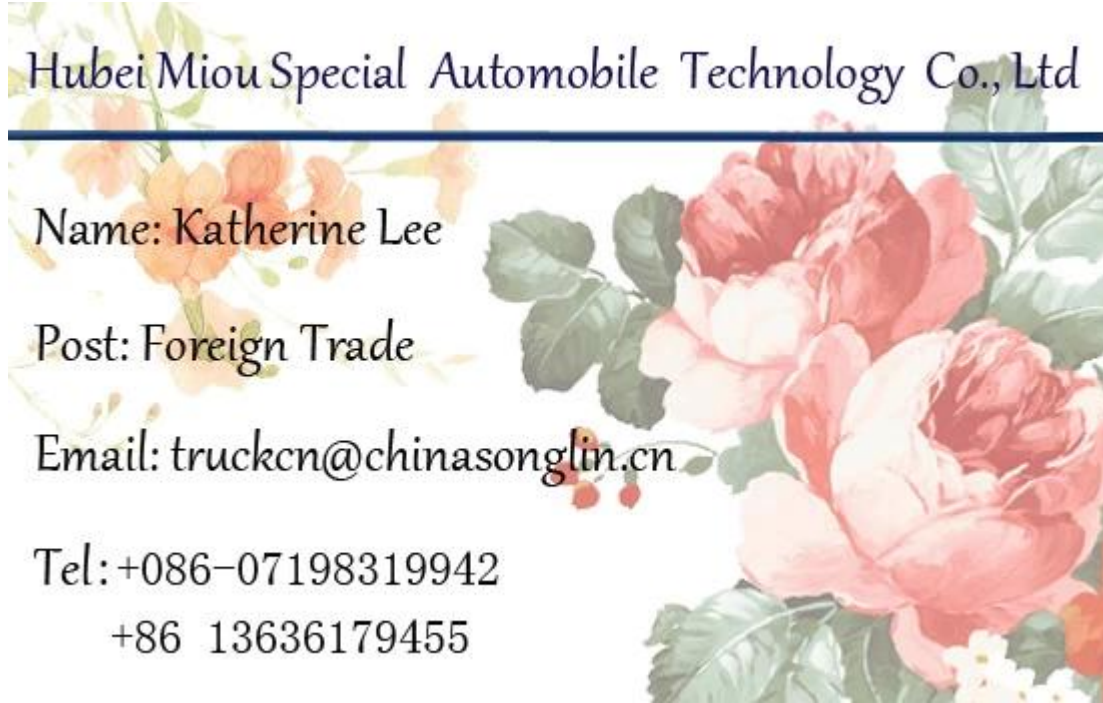 Hubei Miou Special Automobile Technology Co., Ltd
Name: Katherine Lee
Post: Foreign Trade
Email: truckcn@chinasonglin.cn
Tel: +086-07198319942
+86 13636179455